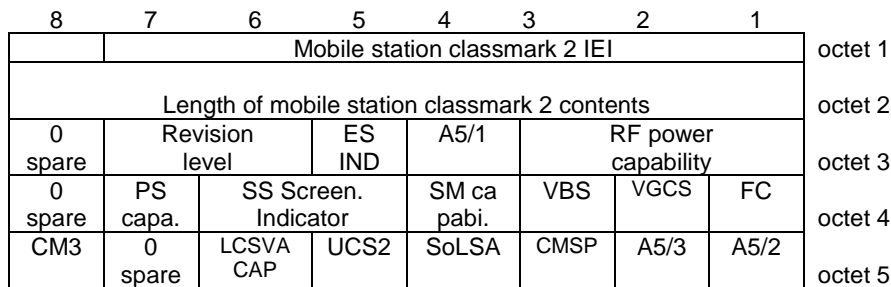 8 7 6 5 4 3 2 1
Mobile station classmark 2 IEI octet 1
Length of mobile station classmark 2 contents octet 2
0 Revision ES A5/1 RF power
spare level IND capability octet 3
0 PS SS Screen. SM ca VBS VGCS FC
spare capa. Indicator pabi. octet 4
CM3 0 LCSVA UCS2 SoLSA CMSP A5/3 A5/2
spare CAP octet 5